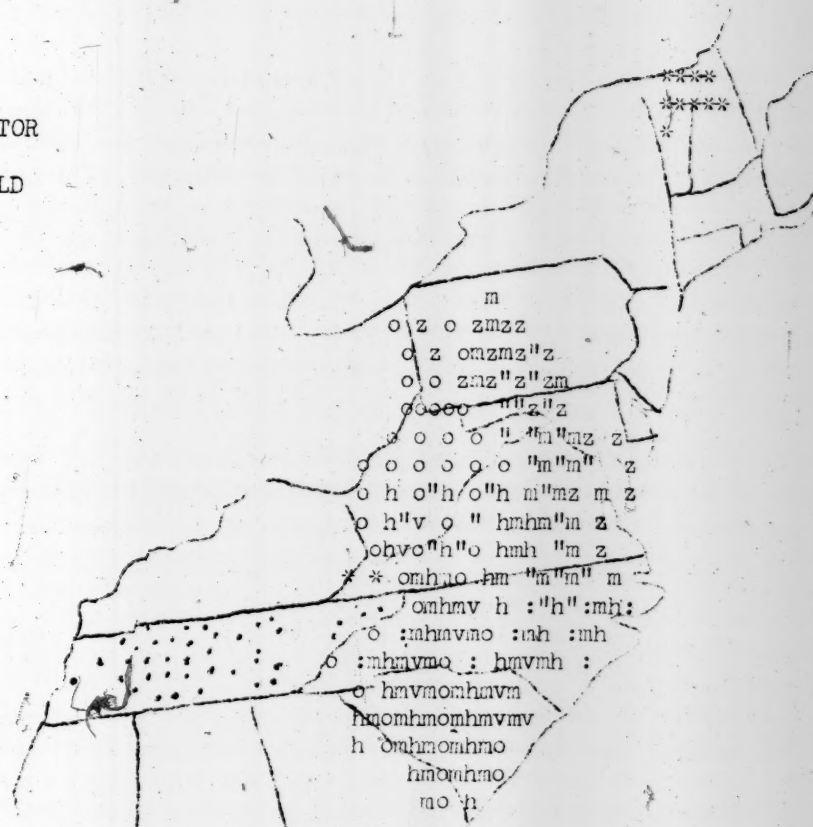 TOR
LD
****
*****
*
m
o z o zmzz
o z omzmz"z
o o zmz"z"zm
ooooo ""z"z
o o o o " "m"mz z
o o o o o o "m"m" z
o h o"h o"h m"mz m z
o h"v o " hmhm"m z
ohvo"h"o hmh "m z
* * omhmo hm "m"m" m
omhmv h :"h":mh:
o :mhmvmo :mh :mh
o :mhmvmo : hmvmh :
o hmvmomhmvm
hmomhmomhmvmv
h omhmomhmo
hmomhmo
mo h